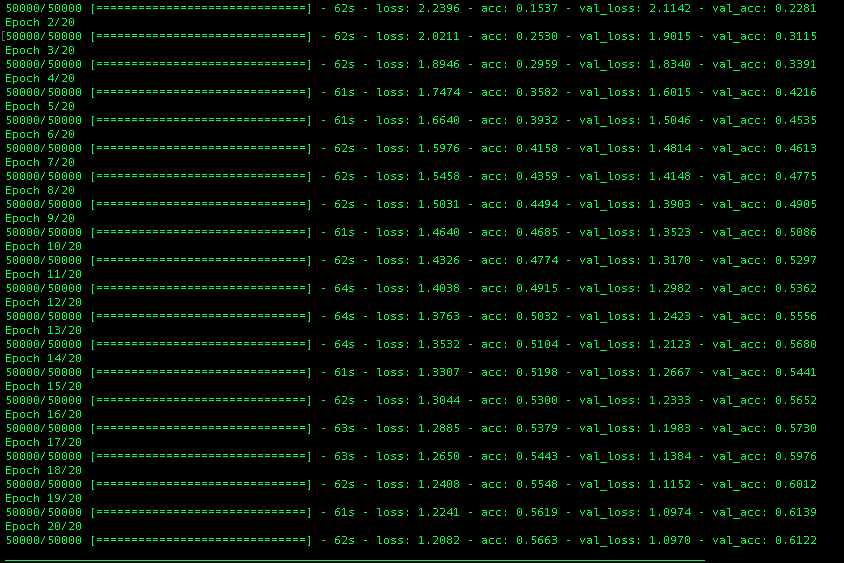 50000/50000 [==============================] - 62s - loss: 2.2396 - acc: 0.1537 - val_loss: 2.1142 - val_acc: 0.2281
Epoch 2/20
50000/50000 [==============================] - 62s - loss: 2.0211 - acc: 0.2530 - val_loss: 1.9015 - val_acc: 0.3115
Epoch 3/20
50000/50000 [==============================] - 62s - loss: 1.8946 - acc: 0.2959 - val_loss: 1.8340 - val_acc: 0.3391
Epoch 4/20
50000/50000 [==============================] - 61s - loss: 1.7474 - acc: 0.3582 - val_loss: 1.6015 - val_acc: 0.4216
Epoch 5/20
50000/50000 [==============================] - 61s - loss: 1.6640 - acc: 0.3932 - val_loss: 1.5046 - val_acc: 0.4535
Epoch 6/20
50000/50000 [==============================] - 62s - loss: 1.5976 - acc: 0.4158 - val_loss: 1.4814 - val_acc: 0.4613
Epoch 7/20
50000/50000 [==============================] - 62s - loss: 1.5458 - acc: 0.4359 - val_loss: 1.4148 - val_acc: 0.4775
Epoch 8/20
50000/50000 [==============================] - 62s - loss: 1.5031 - acc: 0.4494 - val_loss: 1.3903 - val_acc: 0.4905
Epoch 9/20
50000/50000 [==============================] - 61s - loss: 1.4640 - acc: 0.4685 - val_loss: 1.3523 - val_acc: 0.5086
Epoch 10/20
50000/50000 [==============================] - 62s - loss: 1.4326 - acc: 0.4774 - val_loss: 1.3170 - val_acc: 0.5297
Epoch 11/20
50000/50000 [==============================] - 64s - loss: 1.4038 - acc: 0.4915 - val_loss: 1.2982 - val_acc: 0.5362
Epoch 12/20
50000/50000 [==============================] - 64s - loss: 1.3763 - acc: 0.5032 - val_loss: 1.2423 - val_acc: 0.5556
Epoch 13/20
50000/50000 [==============================] - 64s - loss: 1.3532 - acc: 0.5104 - val_loss: 1.2123 - val_acc: 0.5680
Epoch 14/20
50000/50000 [==============================] - 61s - loss: 1.3307 - acc: 0.5198 - val_loss: 1.2667 - val_acc: 0.5441
Epoch 15/20
50000/50000 [==============================] - 62s - loss: 1.3044 - acc: 0.5300 - val_loss: 1.2333 - val_acc: 0.5652
Epoch 16/20
50000/50000 [==============================] - 63s - loss: 1.2885 - acc: 0.5379 - val_loss: 1.1983 - val_acc: 0.5730
Epoch 17/20
50000/50000 [==============================] - 63s - loss: 1.2650 - acc: 0.5443 - val_loss: 1.1384 - val_acc: 0.5976
Epoch 18/20
50000/50000 [==============================] - 62s - loss: 1.2408 - acc: 0.5548 - val_loss: 1.1152 - val_acc: 0.6012
Epoch 19/20
50000/50000 [==============================] - 61s - loss: 1.2241 - acc: 0.5619 - val_loss: 1.0974 - val_acc: 0.6139
Epoch 20/20
50000/50000 [==============================] - 62s - loss: 1.2082 - acc: 0.5663 - val_loss: 1.0970 - val_acc: 0.6122